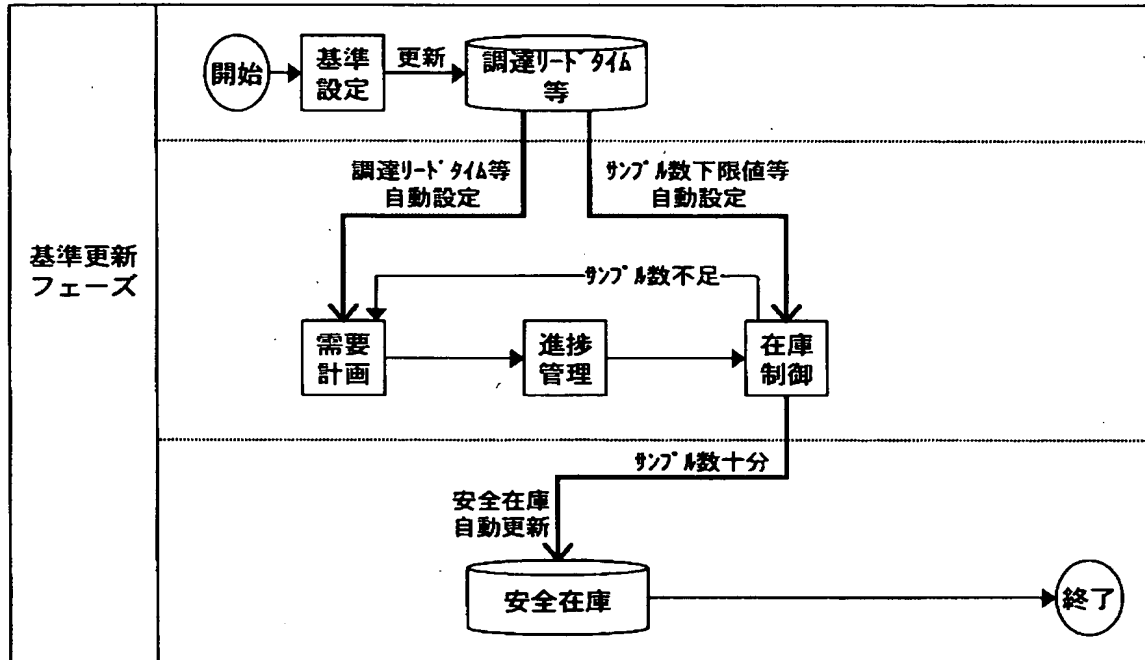 開始
基準
設定
更新
調達ﾘｰﾄﾞﾀｲﾑ
等
調達ﾘｰﾄﾞﾀｲﾑ等
自動設定
ｻﾝﾌﾟﾙ数下限値等
自動設定
基準更新
フェーズ
ｻﾝﾌﾟﾙ数不足
需要
計画
進捗
管理
在庫
制御
ｻﾝﾌﾟﾙ数十分
安全在庫
自動更新
安全在庫
終了